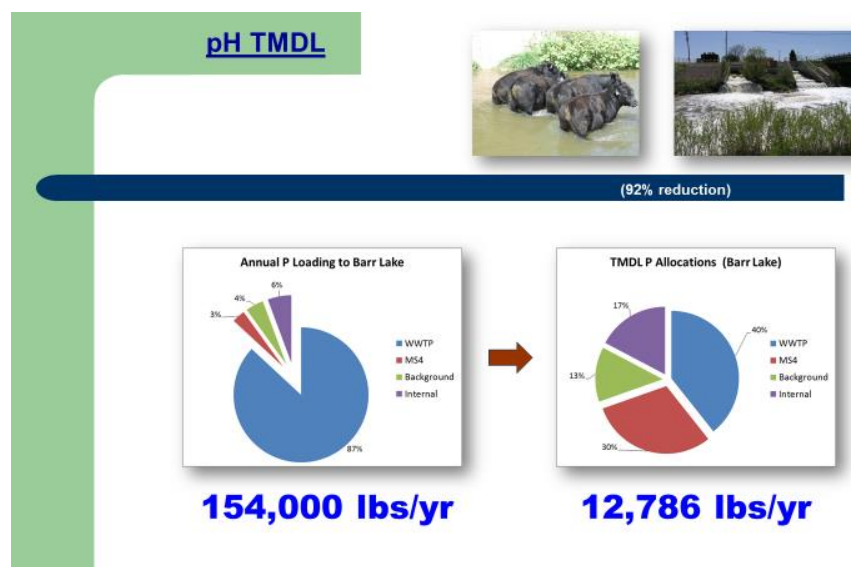 pH TMDL
(92% reduction)
Annual P Loading to Barr Lake
6%
4%
3%
87%
WWTP
MS4
Background
Internal
TMDL P Allocations (Barr Lake)
17%
40%
13%
30%
WWTP
MS4
Background
Internal
154,000 lbs/yr
12,786 lbs/yr